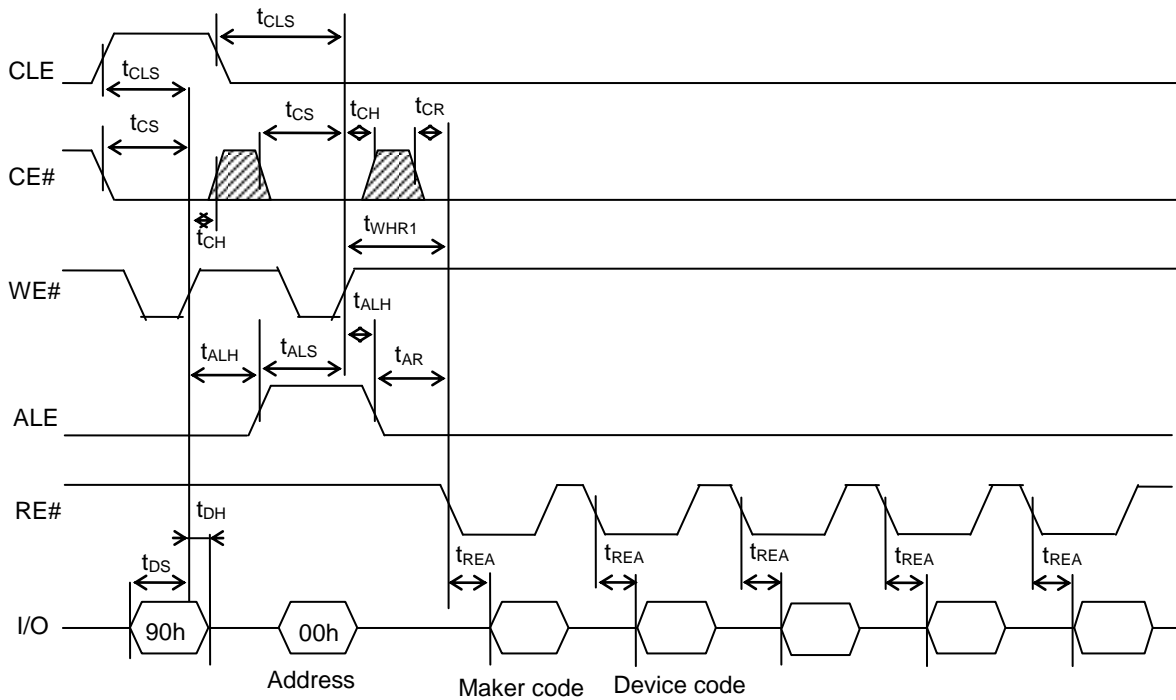 tCLS
CLE
tCLS
tCS
tCH
tCR
tCS
CE#
tCH
tWHR1
WE#
tALH
tALH
tALS
tAR
ALE
RE#
tDH
tDS
tREA
tREA
tREA
tREA
tREA
I/O
90h
00h
Address
Maker code
Device code